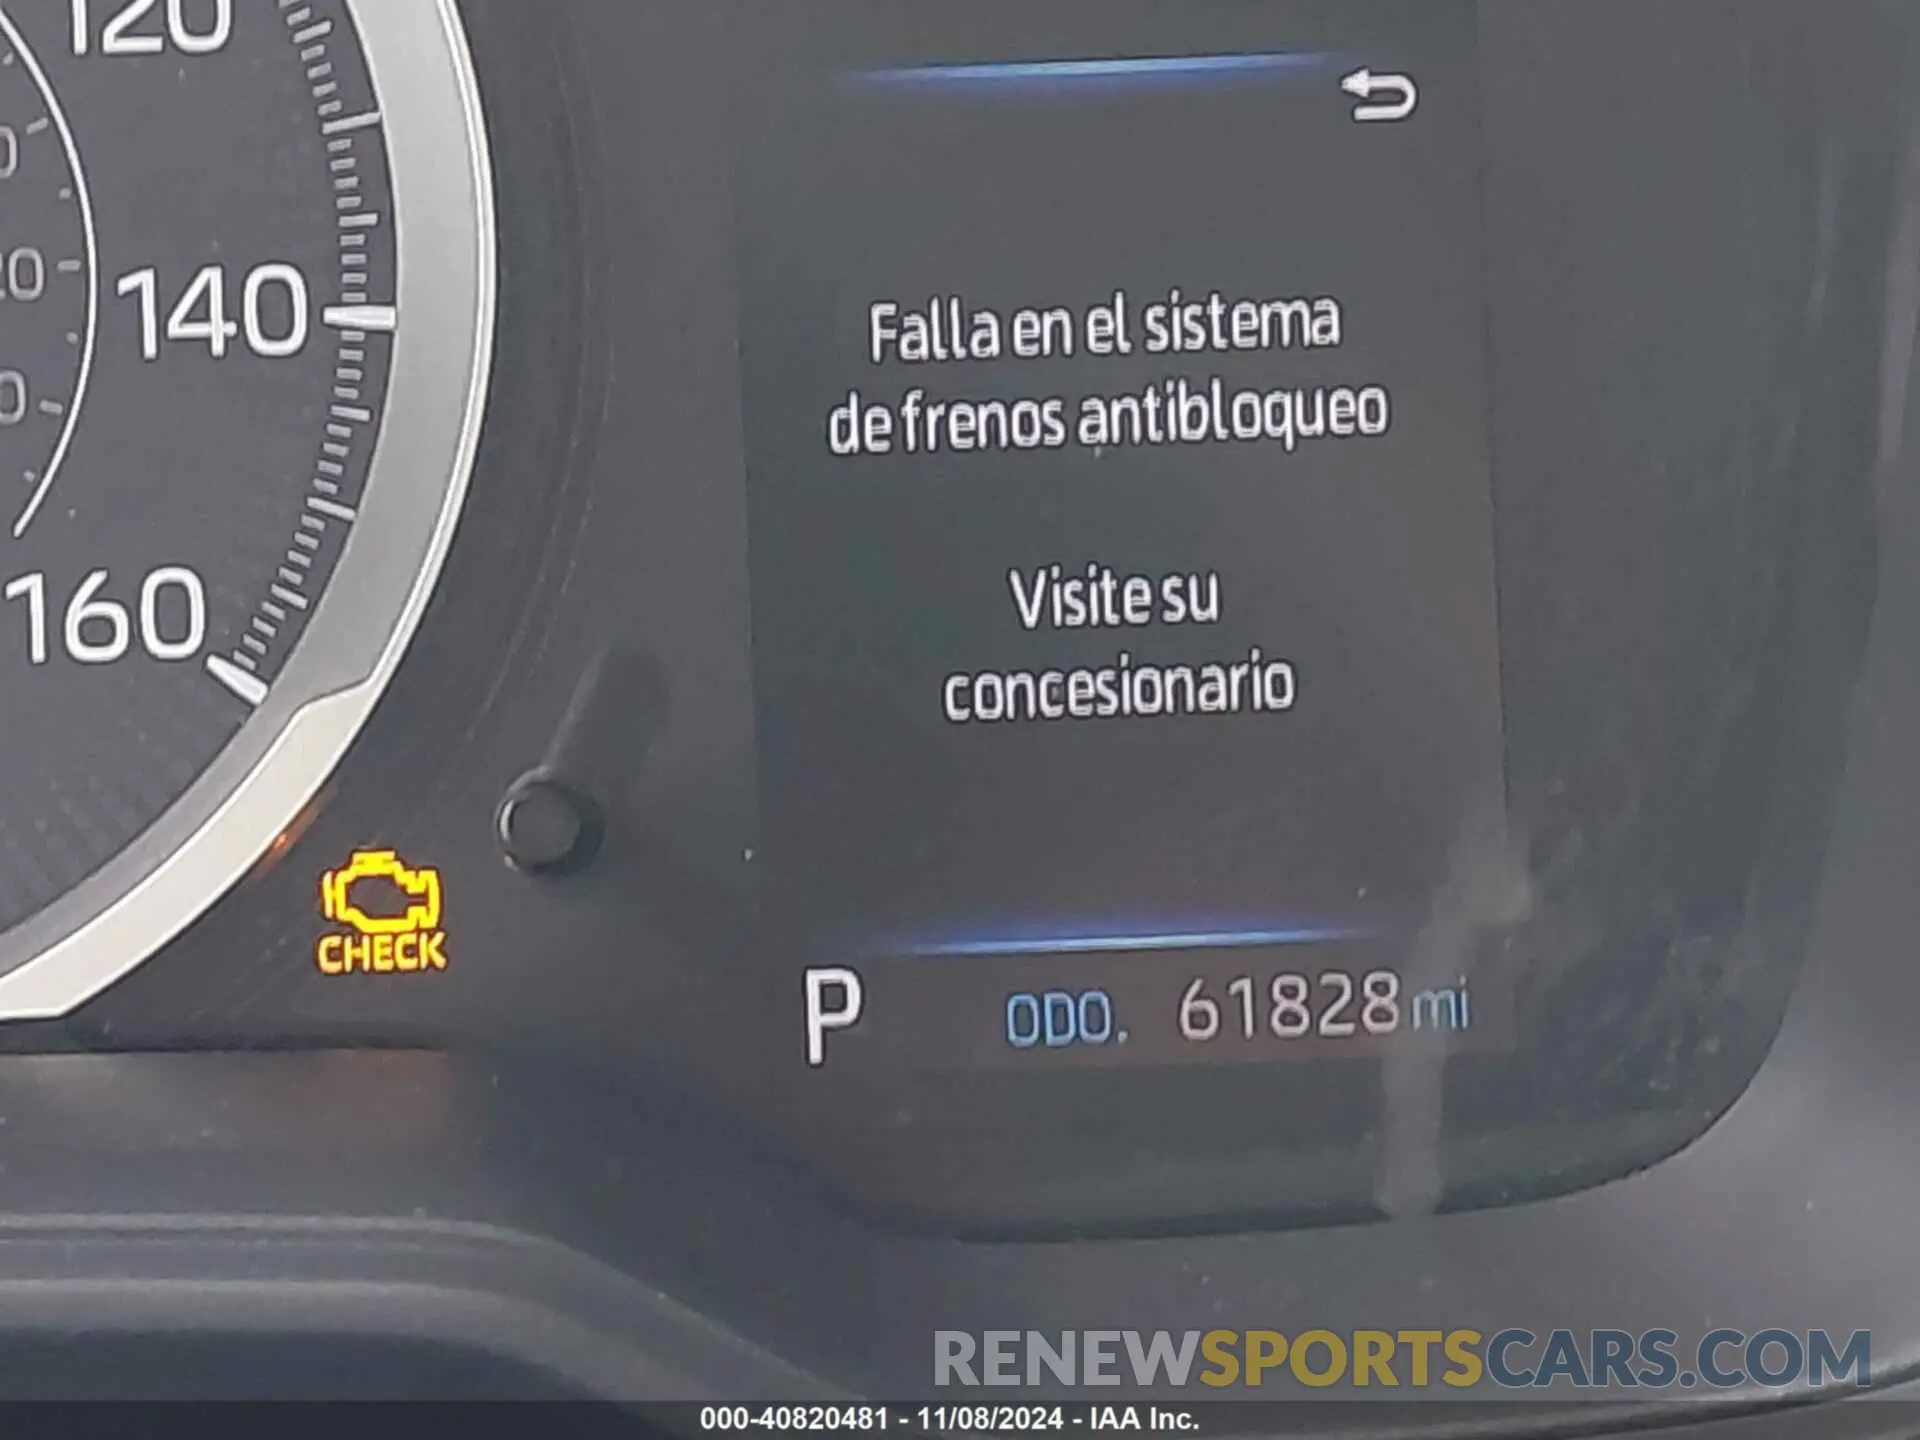 120
140
160
Falla en el sistema
de frenos antibloqueo
Visite su
concesionario
CHECK
P ODO. 61828 mi
RENEWSPORTSCARS.COM
000-40820481 - 11/08/2024 - IAA Inc.